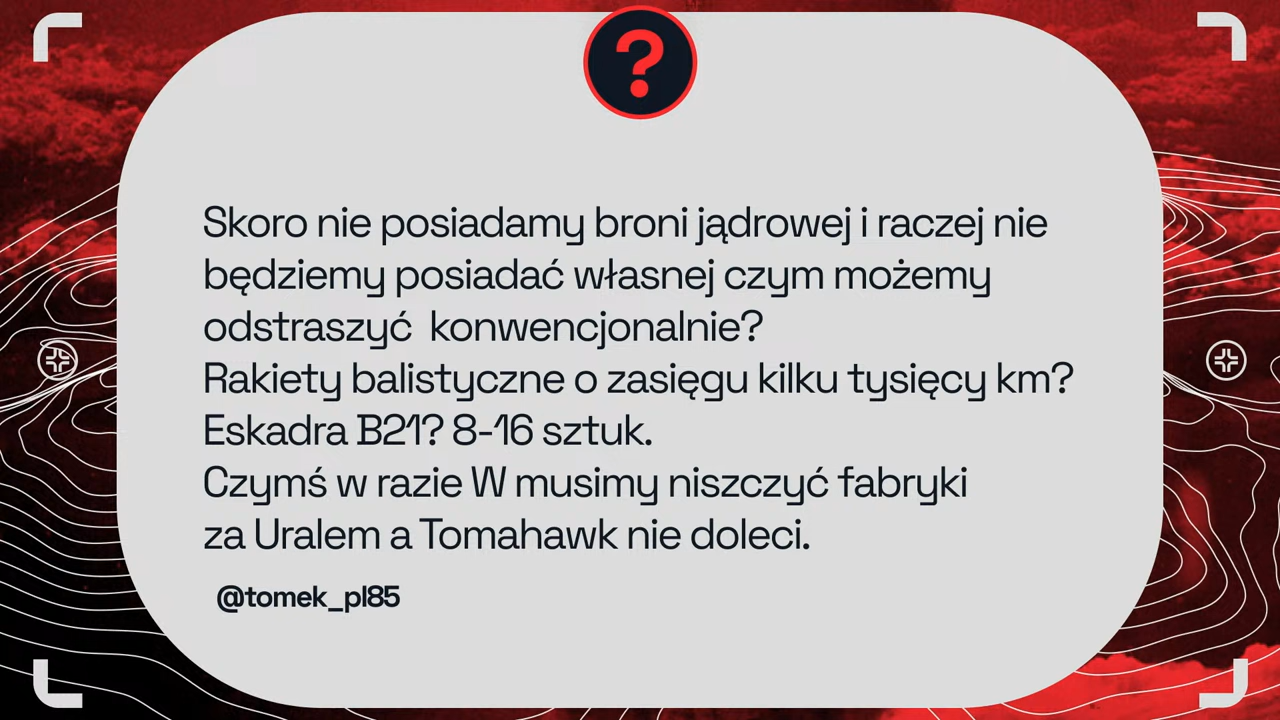 ?
Skoro nie posiadamy broni jądrowej i raczej nie
będziemy posiadać własnej czym możemy
odstraszyć  konwencjonalnie?
Rakiety balistyczne o zasięgu kilku tysięcy km?
Eskadra B21? 8-16 sztuk.
Czymś w razie W musimy niszczyć fabryki
za Uralem a Tomahawk nie doleci.
@tomek_pl85